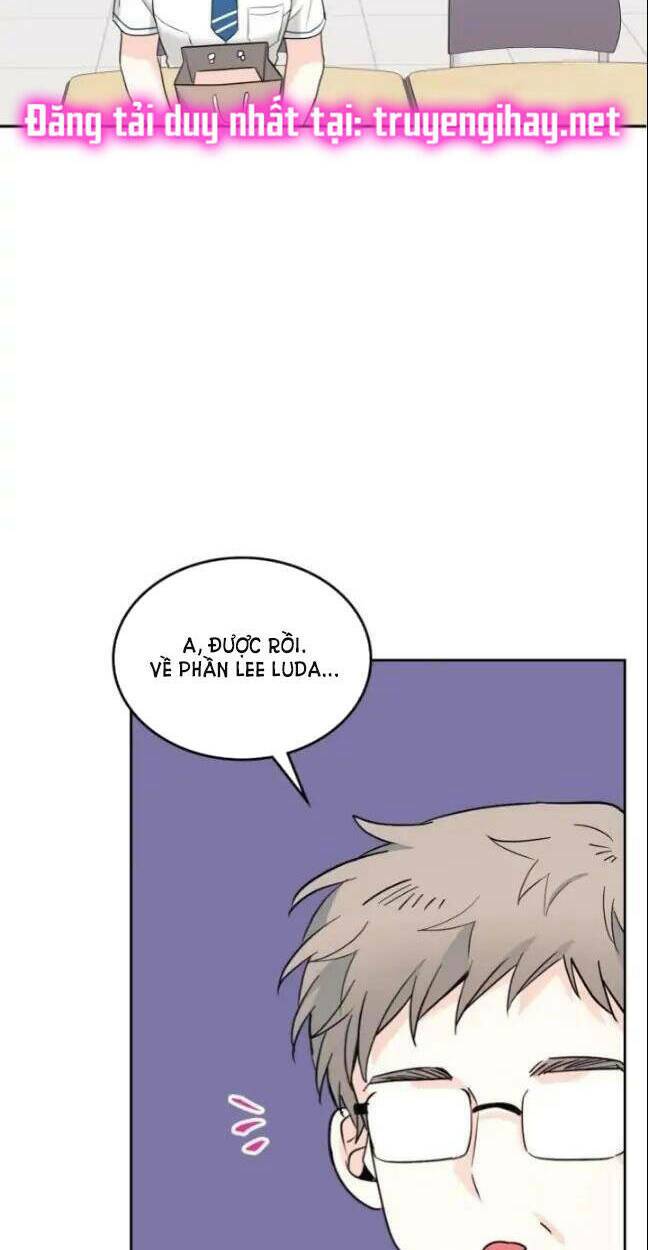 Đăng tải duy nhất tại: truyengihay.net
A, ĐƯỢC RỒI.
VỀ PHẦN LEE LUDA...